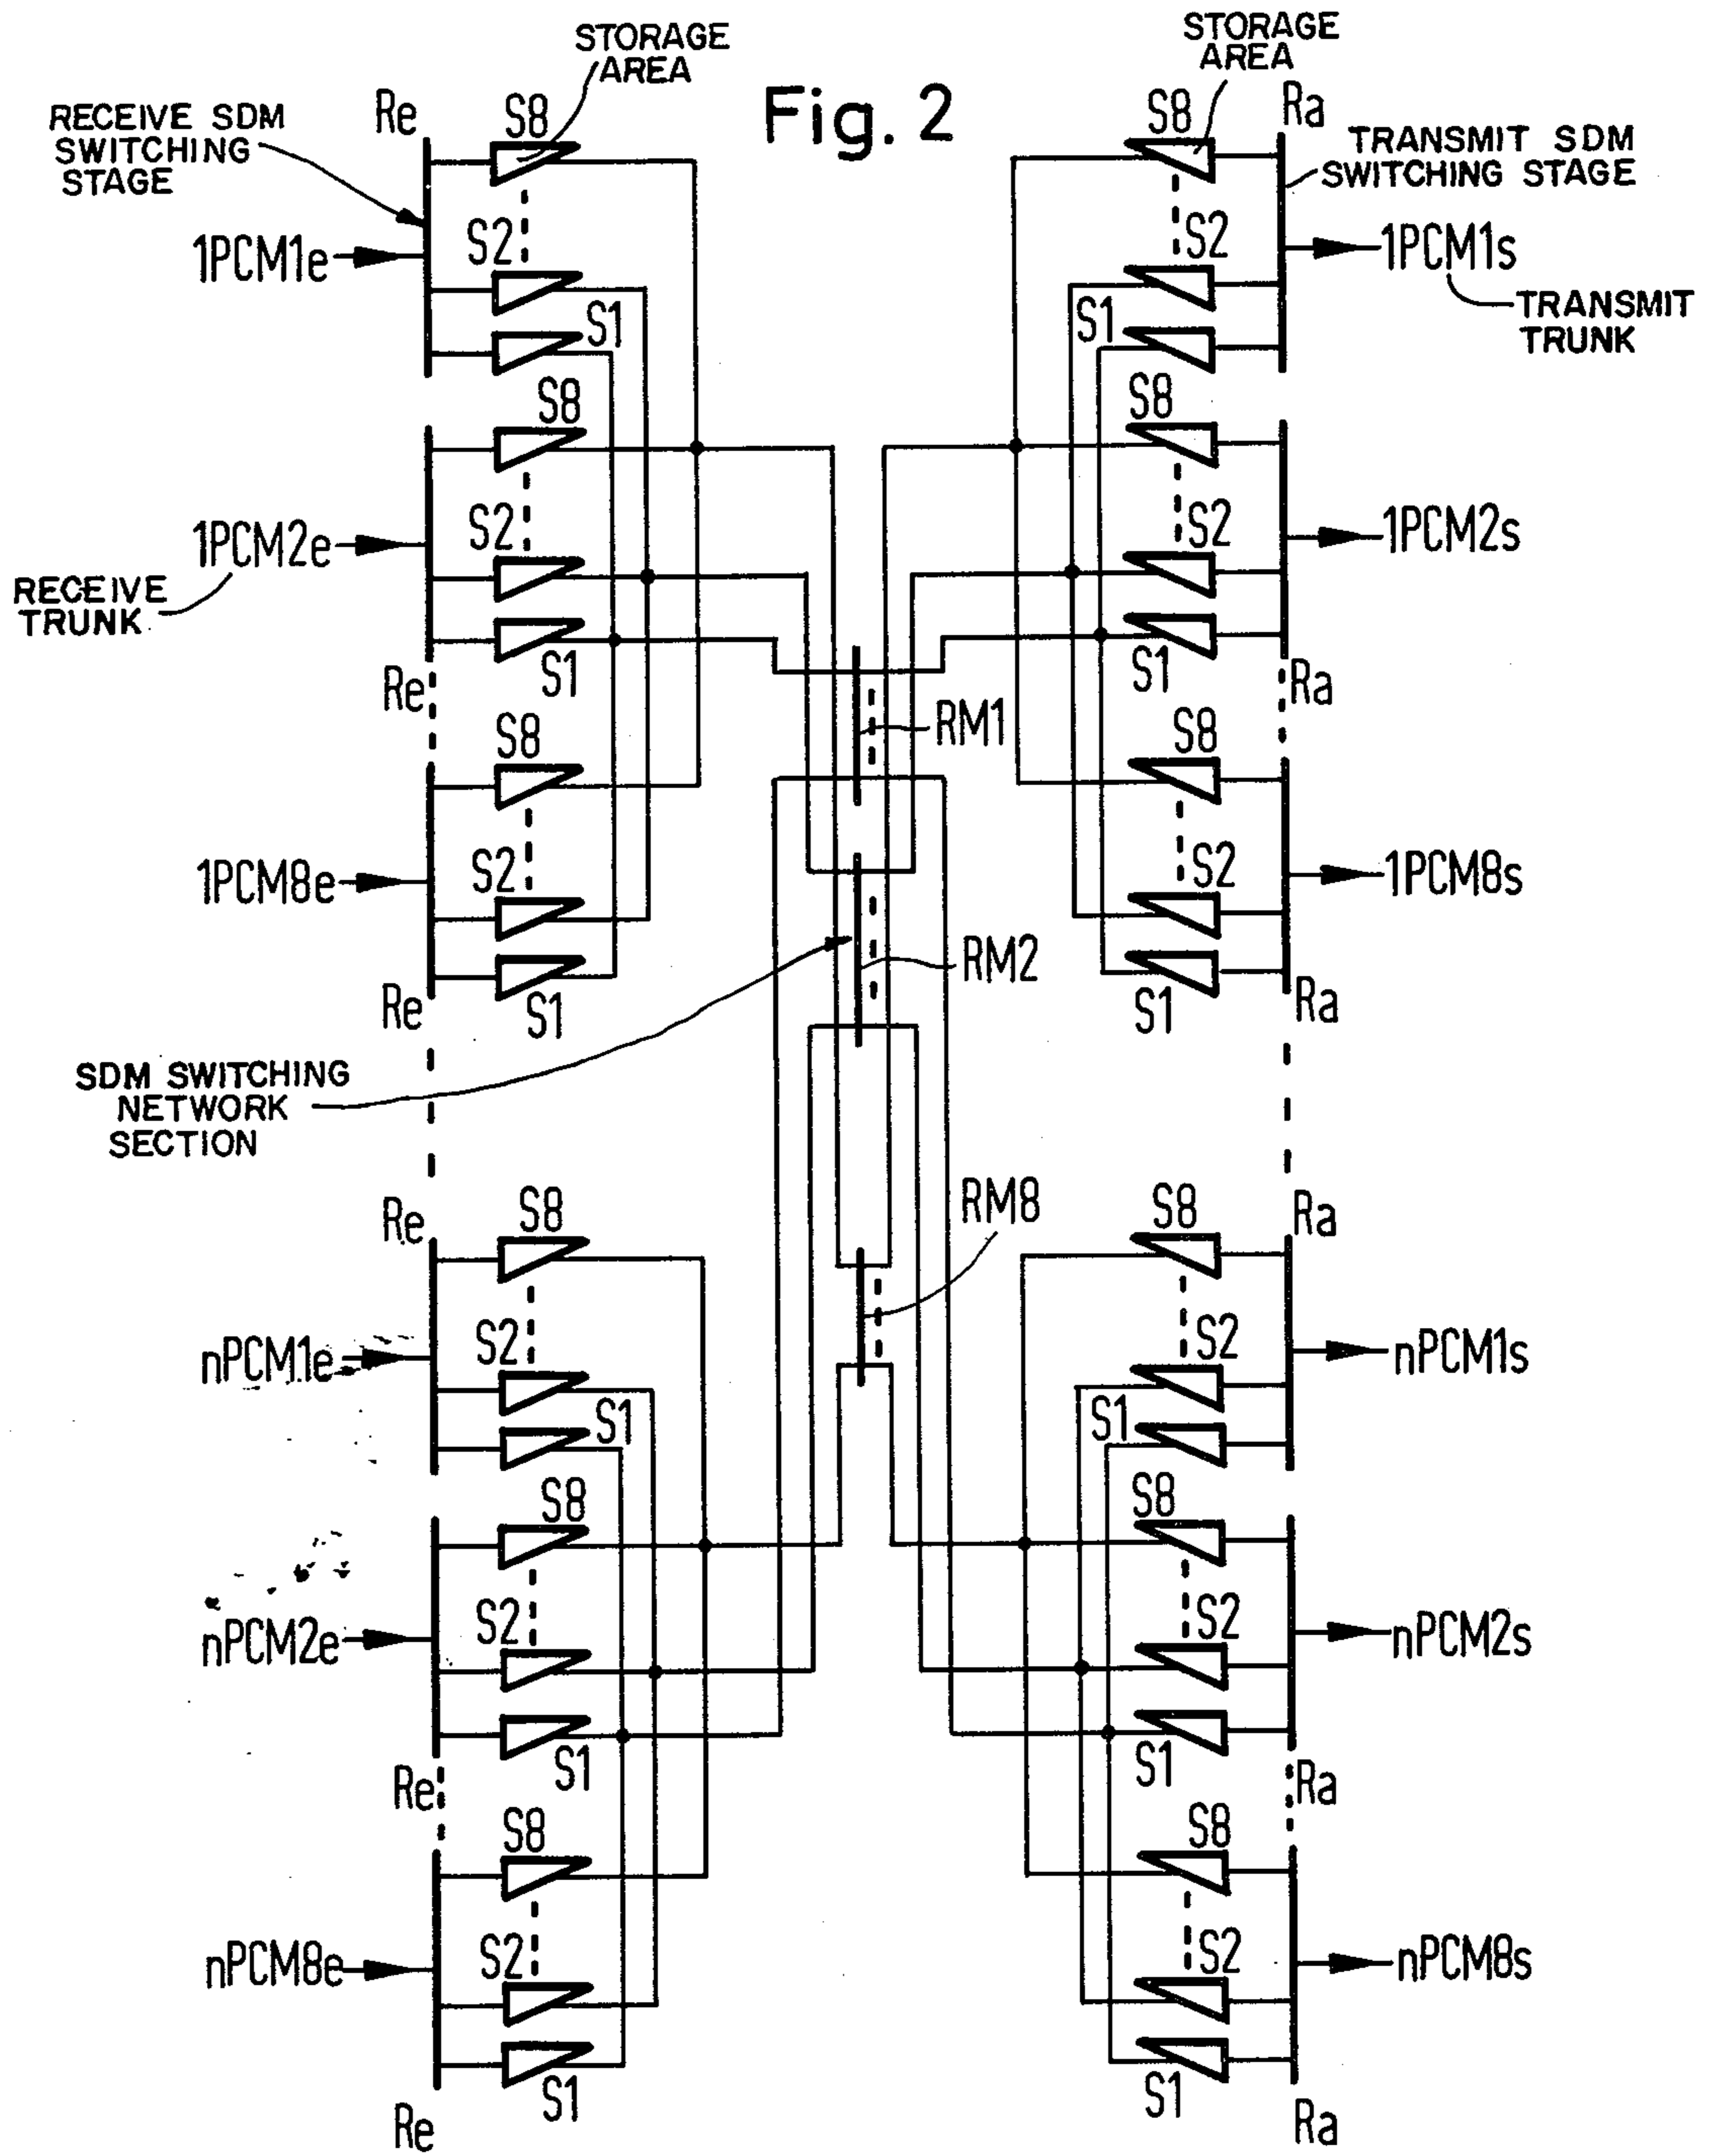 Fig. 2
STORAGE
AREA
RECEIVE SDM
SWITCHING
STAGE
Re
S8
S2
1PCM1e
S1
S8
S2
1PCM2e
RECEIVE
TRUNK
S1
Re
S8
S2
1PCM8e
Re
S1
SDM SWITCHING
NETWORK
SECTION
Re
S8
S2
nPCM1e
S1
S8
S2
nPCM2e
S1
Re
S8
S2
nPCM8e
S1
Re
RM1
RM2
RM8
STORAGE
AREA
S8
Ra
TRANSMIT SDM
SWITCHING STAGE
S2
1PCM1s
S1
TRANSMIT
TRUNK
S8
S2
1PCM2s
S1
Ra
S8
S2
1PCM8s
S1
Ra
S8
Ra
S2
nPCM1s
S1
S8
S2
nPCM2s
S1
Ra
S8
S2
nPCM8s
S1
Ra